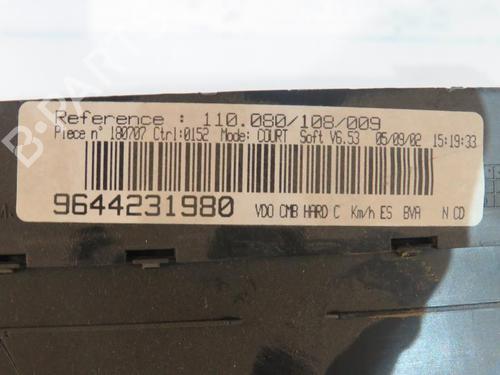 Reference : 110.080/108/009
Piece n° 180707 Ctrl:0152 Mode: COURT Soft V6.53 05/09/02 15:19:33
9644231980 VDO CMB HARD C Km/h ES BVA N CD
B-PARTS